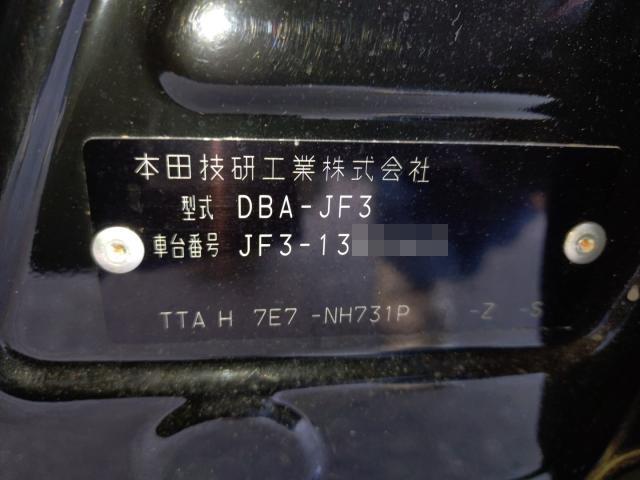 本田技研工業株式会社
型式 DBA-JF3
車台番号 JF3-13
TTA H 7E7 -NH731P -Z -S